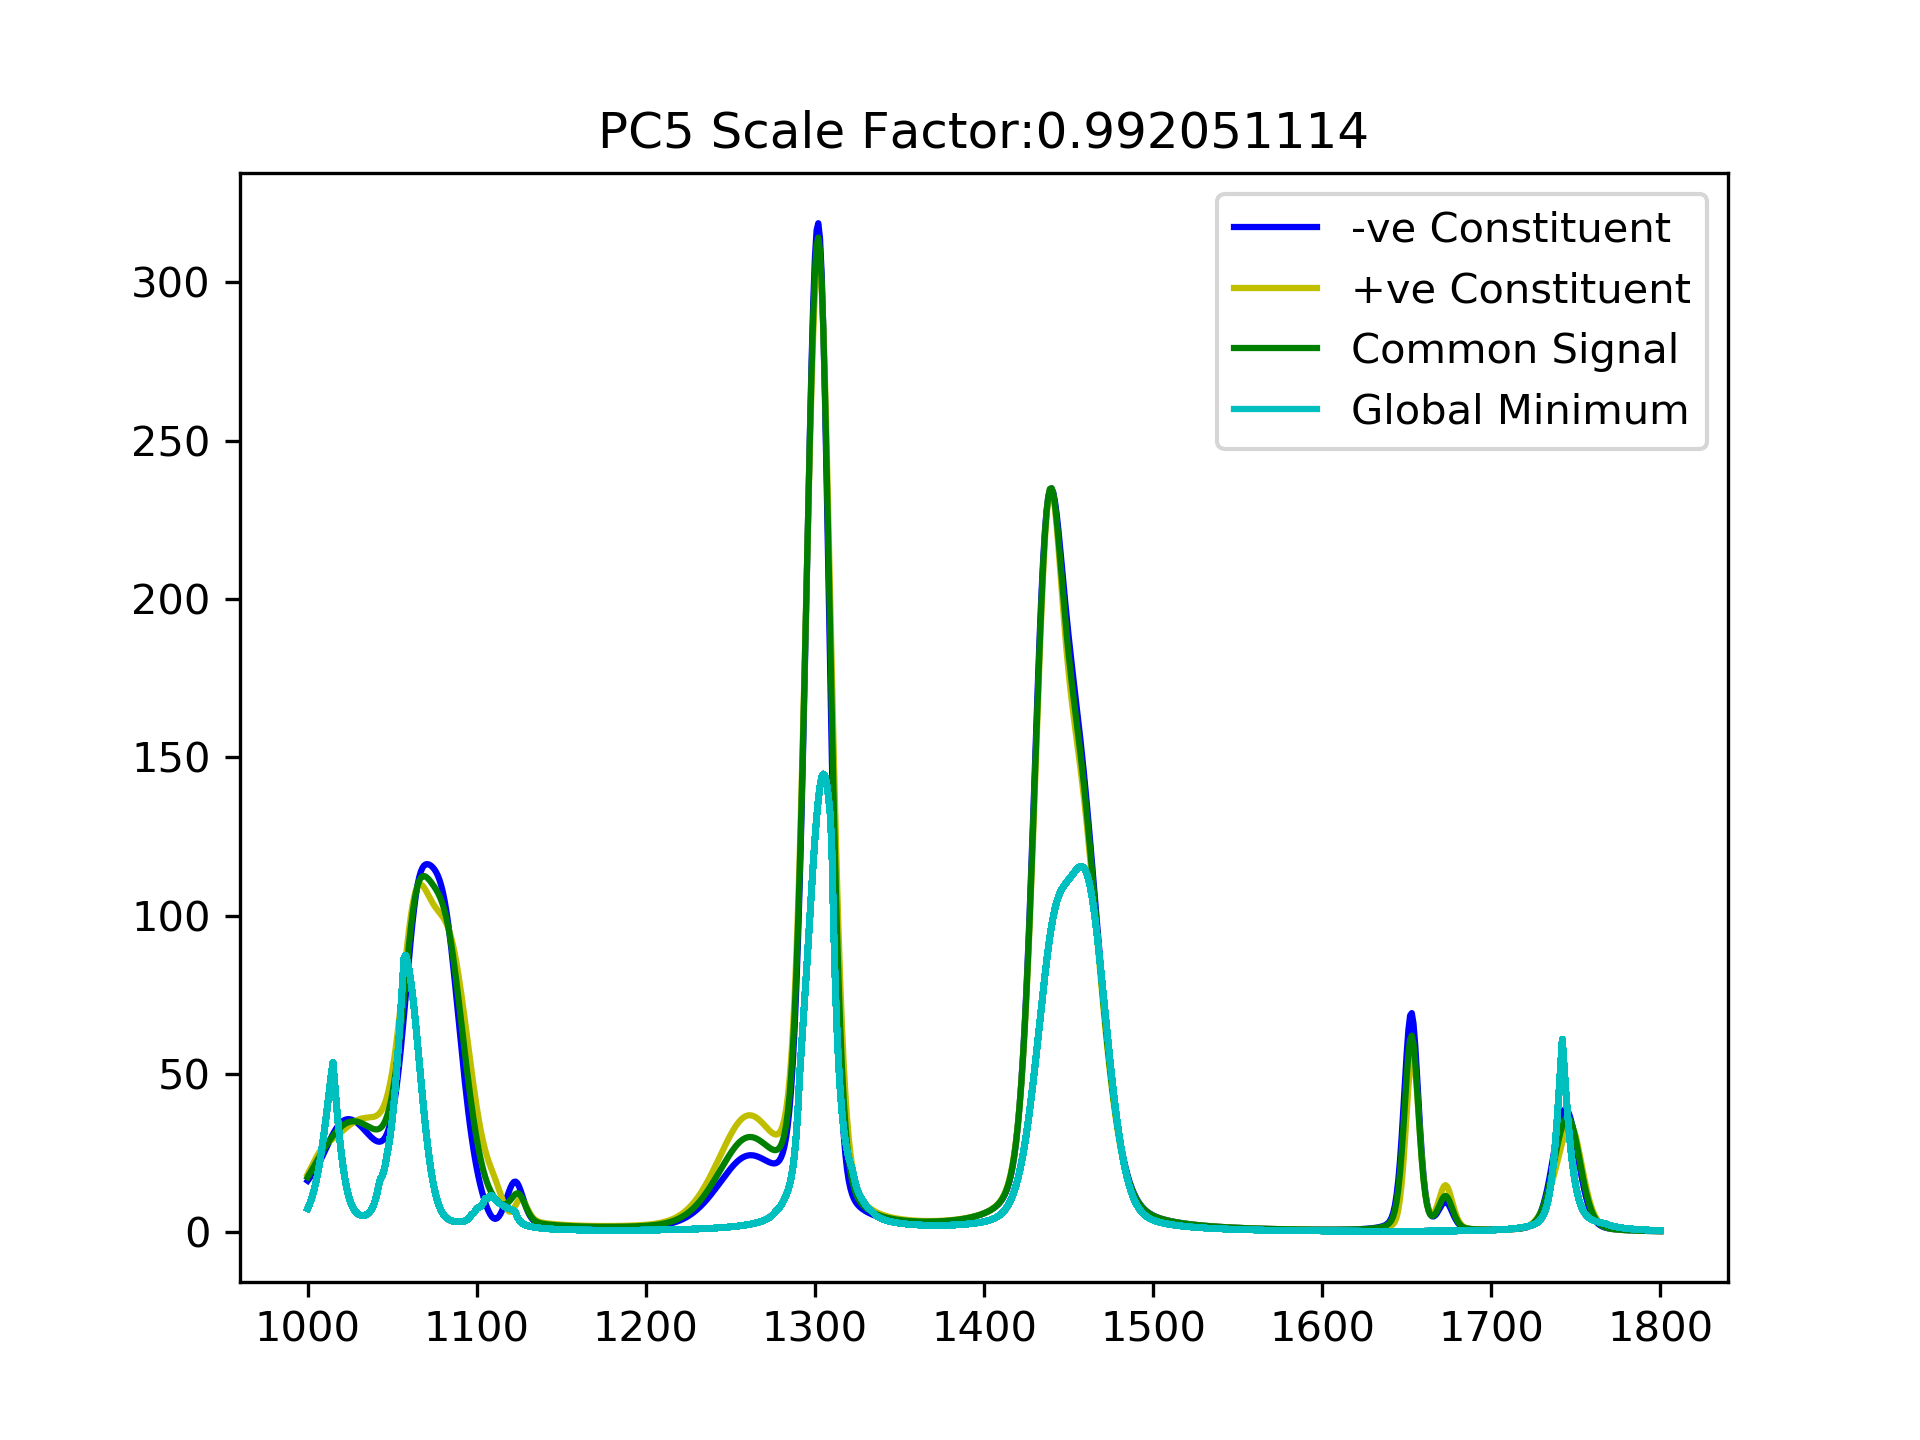 PC5 Scale Factor:0.992051114
-ve Constituent
+ve Constituent
Common Signal
Global Minimum
300
250
200
150
100
50
0
1000 1100 1200 1300 1400 1500 1600 1700 1800